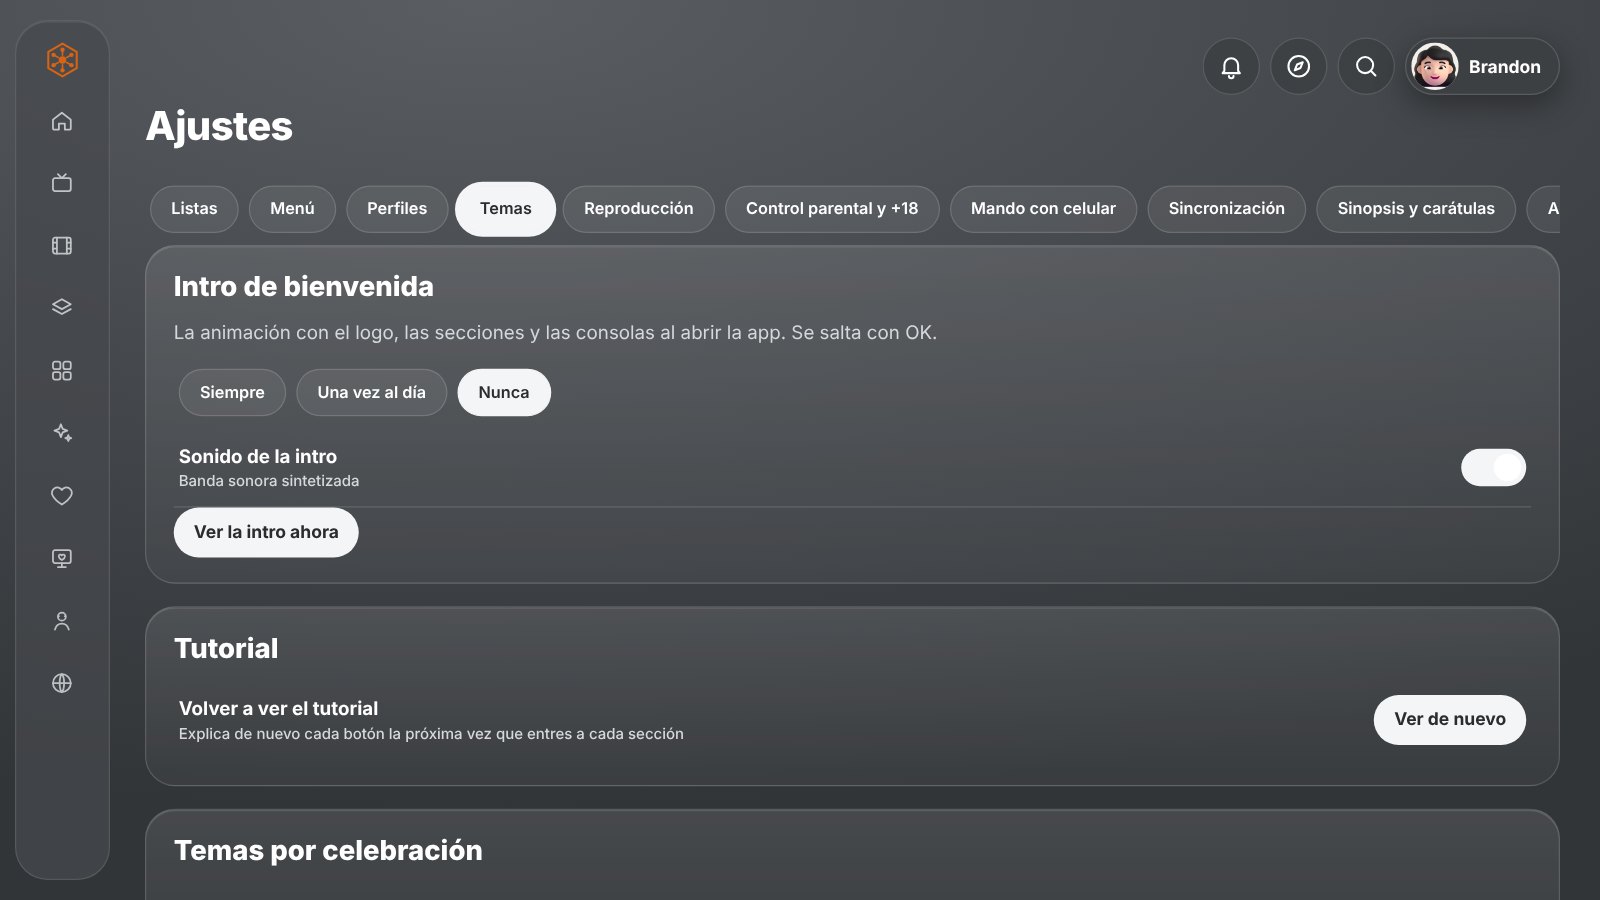 Brandon
Ajustes
Listas
Menú
Perfiles
Temas
Reproducción
Control parental y +18
Mando con celular
Sincronización
Sinopsis y carátulas
A
Intro de bienvenida
La animación con el logo, las secciones y las consolas al abrir la app. Se salta con OK.
Siempre
Una vez al día
Nunca
Sonido de la intro
Banda sonora sintetizada
Ver la intro ahora
Tutorial
Volver a ver el tutorial
Explica de nuevo cada botón la próxima vez que entres a cada sección
Ver de nuevo
Temas por celebración